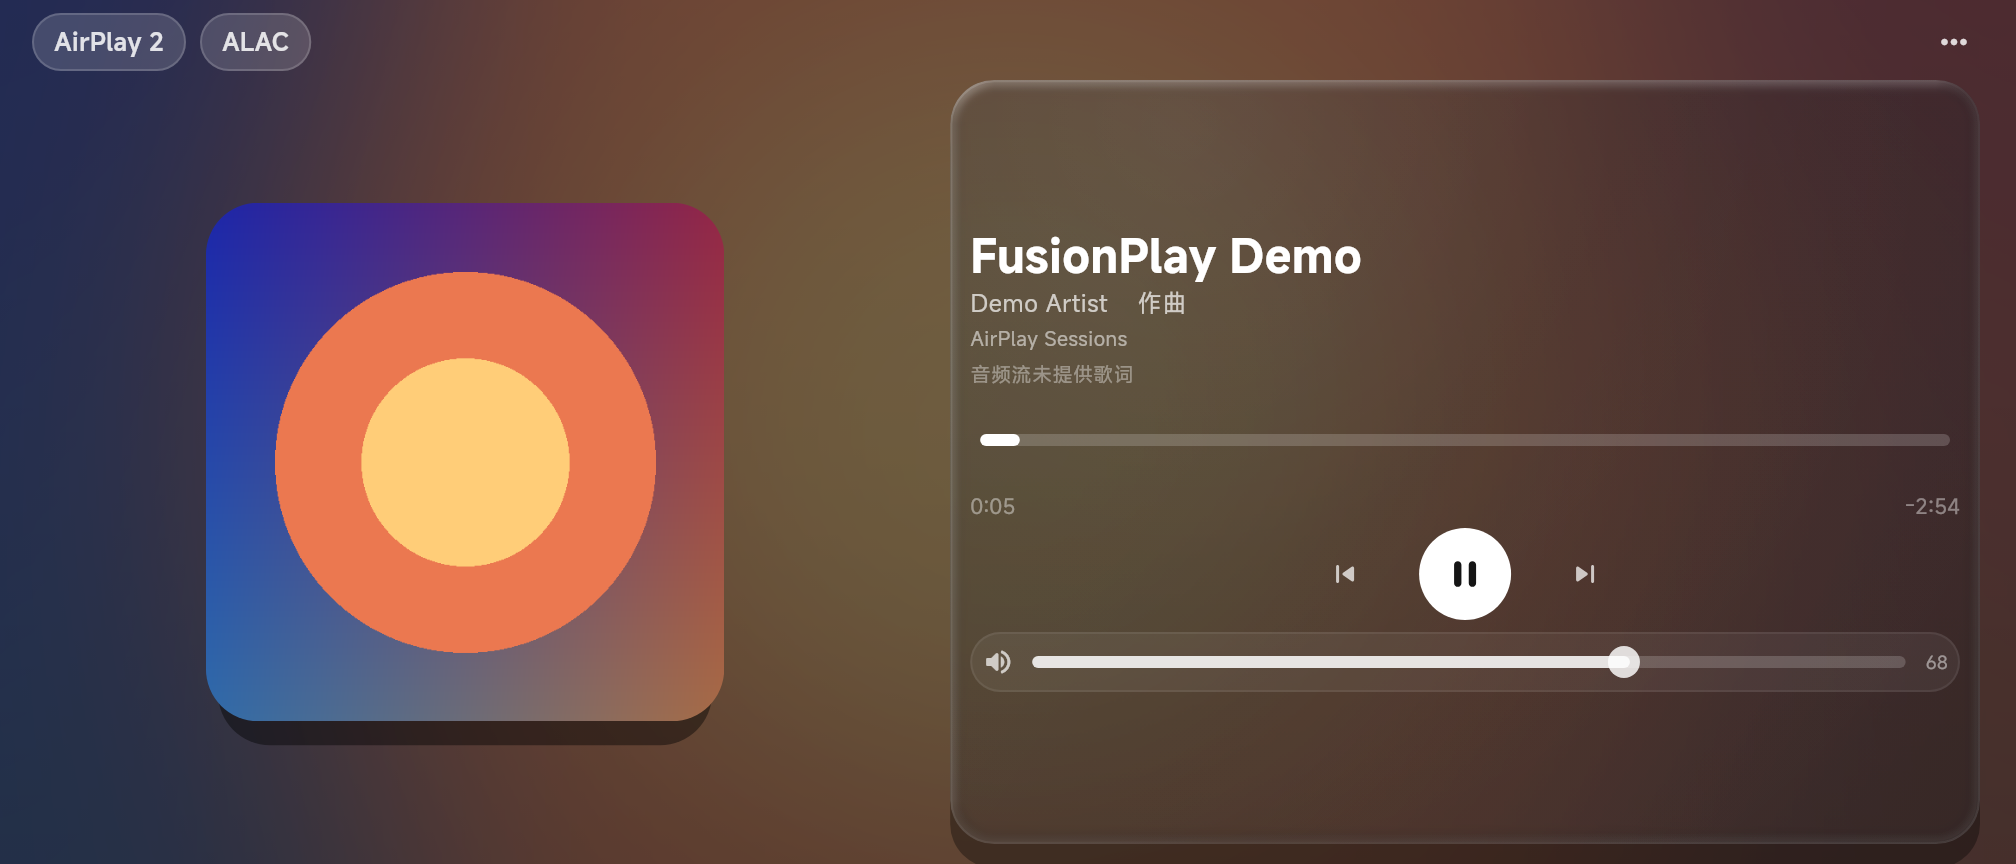 AirPlay 2 ALAC
FusionPlay Demo
Demo Artist 作曲
AirPlay Sessions
音频流未提供歌词
0:05 -2:54
68